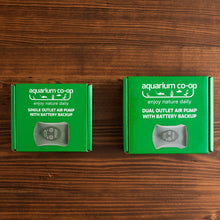 aquarium co-op
enjoy nature daily
SINGLE OUTLET AIR PUMP
WITH BATTERY BACKUP
aquarium co-op
enjoy nature daily
DUAL OUTLET AIR PUMP
WITH BATTERY BACKUP